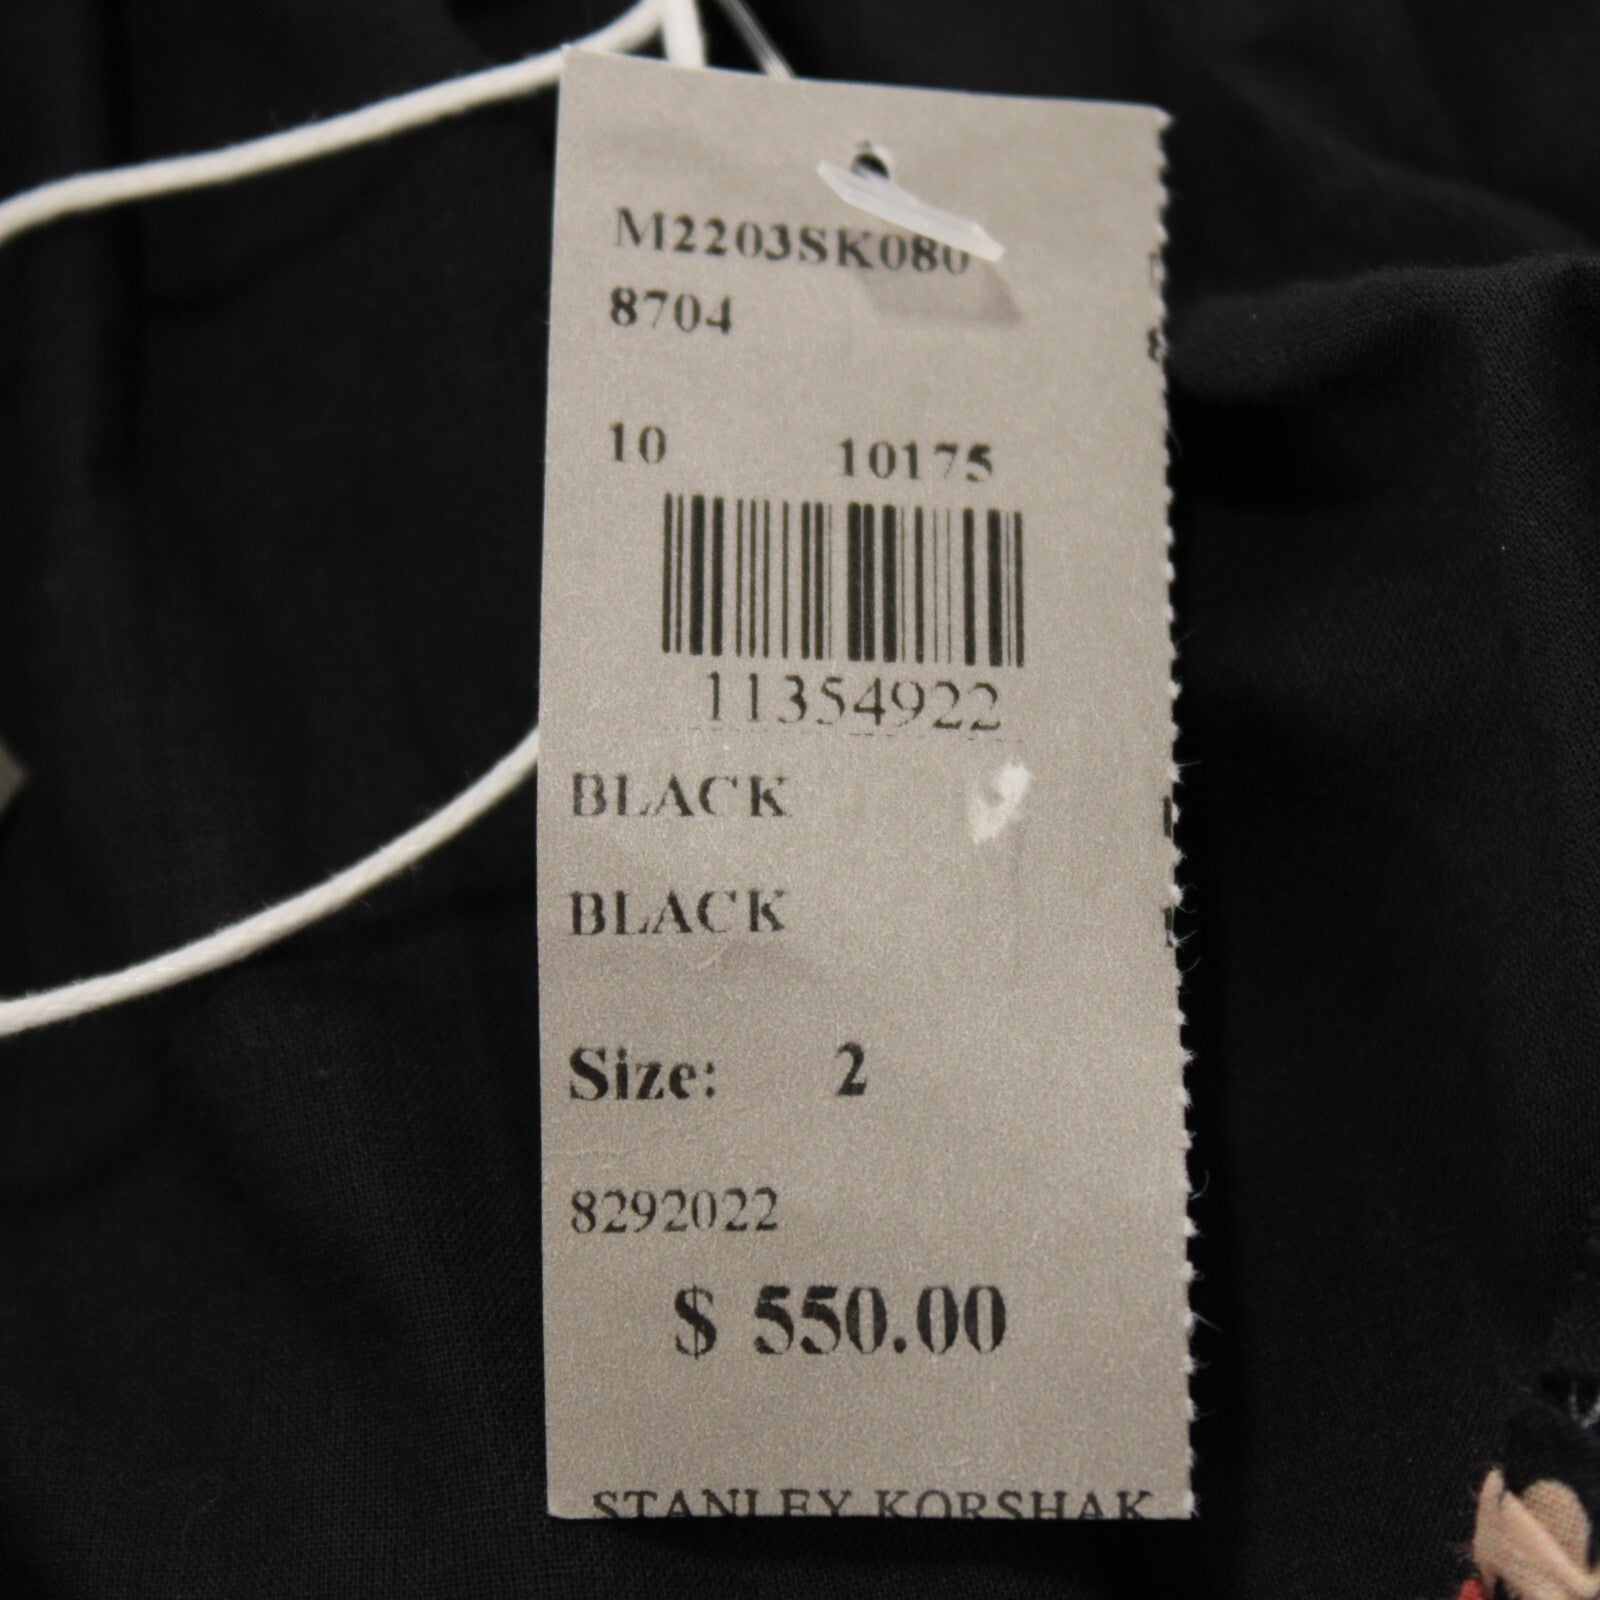 M2203SK080
8704
10 10175
11354922
BLACK
BLACK
Size: 2
8292022
$ 550.00
STANLEY KORSHAK